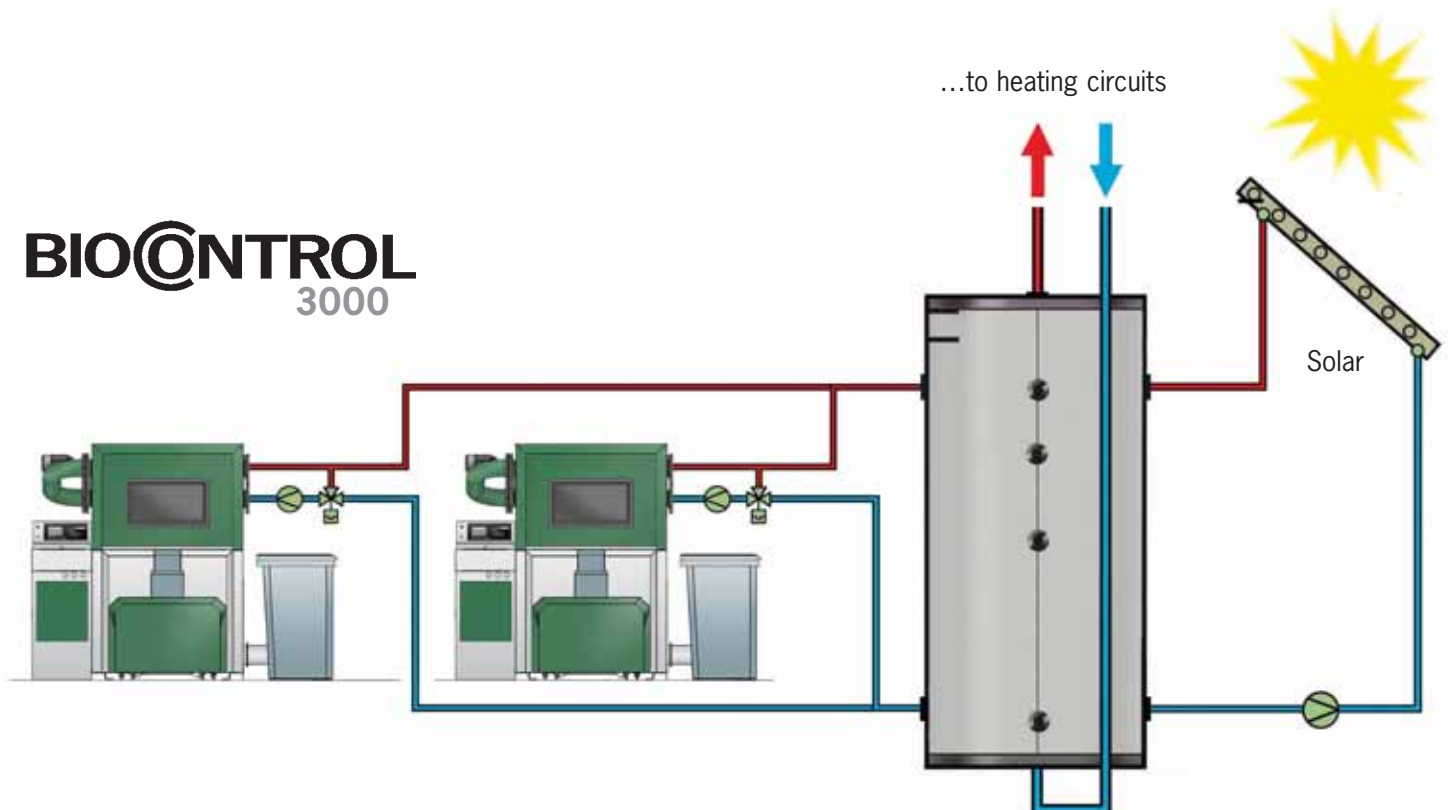 ...to heating circuits
BIOCONTROL
3000
Solar